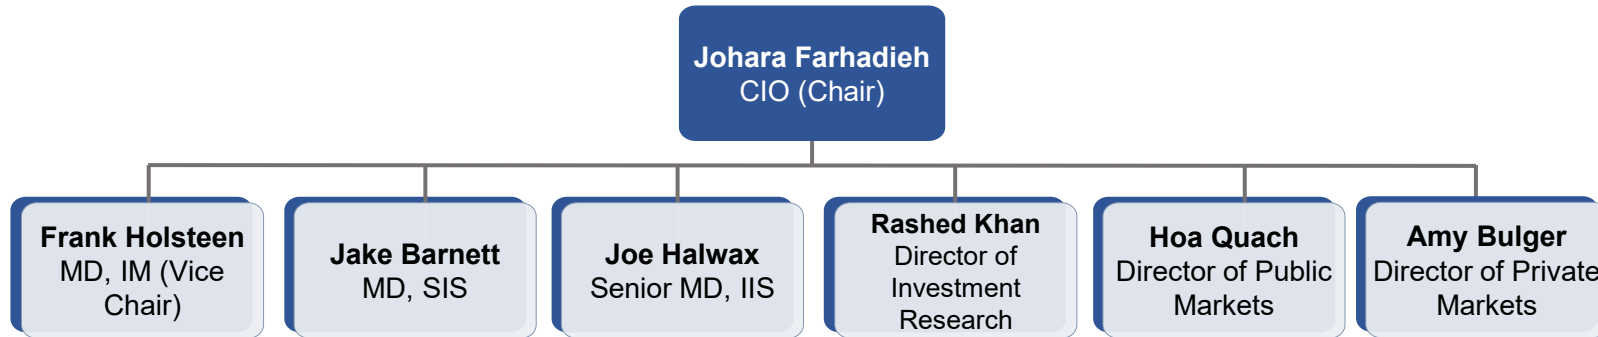 Johara Farhadieh
CIO (Chair)
Frank Holsteen
MD, IM (Vice
Chair)
Jake Barnett
MD, SIS
Joe Halwax
Senior MD, IIS
Rashed Khan
Director of
Investment
Research
Hoa Quach
Director of Public
Markets
Amy Bulger
Director of Private
Markets